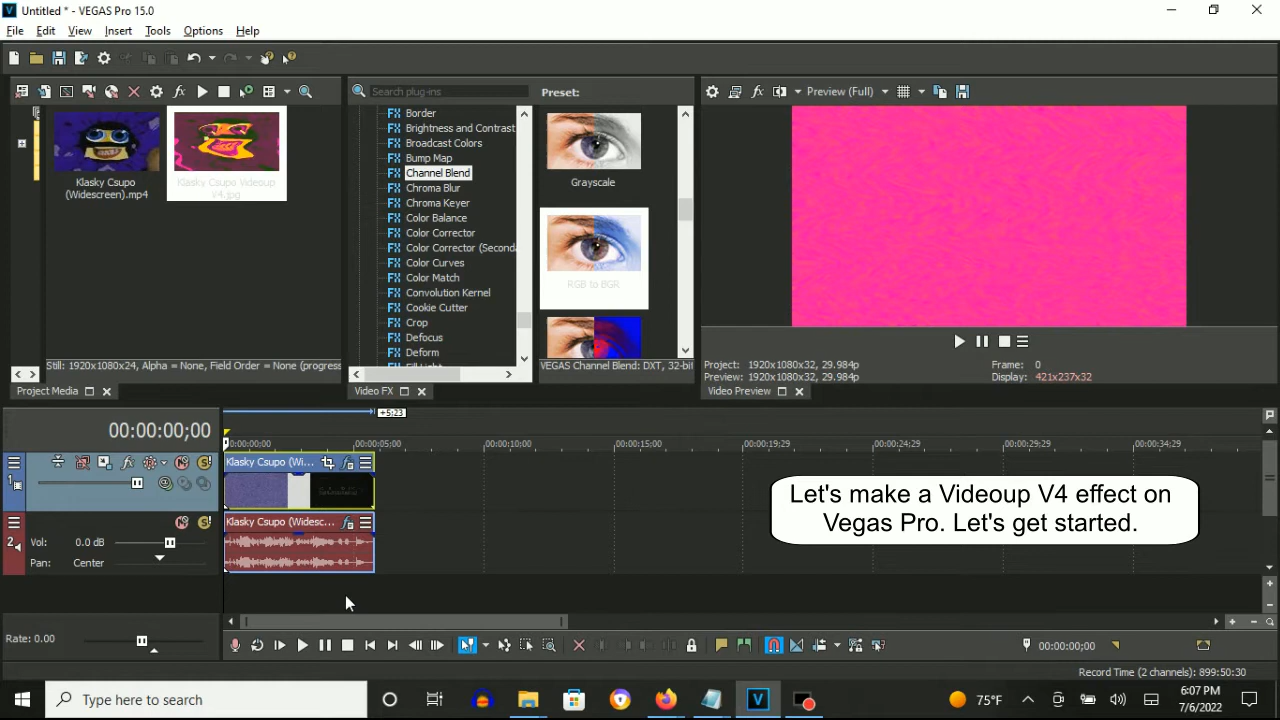 Untitled * - VEGAS Pro 15.0
File Edit View Insert Tools Options Help
Klasky Csupo
(Widescreen).mp4
Klasky Csupo Videoup
V4.jpg
Still: 1920x1080x24, Alpha = None, Field Order = None (progress
Project Media
Search plug-ins
Border
Brightness and Contrast
Broadcast Colors
Bump Map
Channel Blend
Chroma Blur
Chroma Keyer
Color Balance
Color Corrector
Color Corrector (Seconda
Color Curves
Color Match
Convolution Kernel
Cookie Cutter
Crop
Defocus
Deform
Preset:
Grayscale
RGB to BGR
VEGAS Channel Blend: DXT, 32-bit
Video FX
Preview (Full)
Project: 1920x1080x32, 29.984p
Preview: 1920x1080x32, 29.984p
Frame: 0
Display: 421x237x32
Video Preview
+5;23
00:00:00;00
00:00:00;00 00:00:05;00 00:00:10;00 00:00:15;00 00:00:19;29 00:00:24;29 00:00:29;29 00:00:34;29
1
Klasky Csupo (Wi...
2
Vol: 0.0 dB
Pan: Center
Klasky Csupo (Widesc...
Let's make a Videoup V4 effect on
Vegas Pro. Let's get started.
Rate: 0.00
00:00:00;00
Record Time (2 channels): 899:50:30
Type here to search
75°F
6:07 PM
7/6/2022